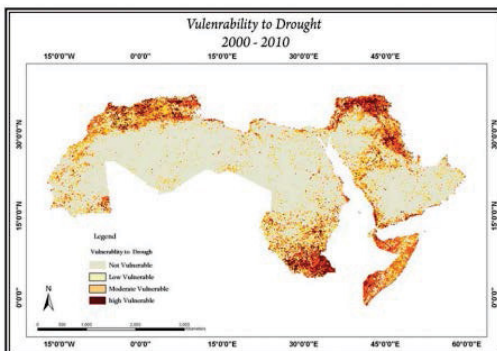 Vulenrability to Drought
2000 - 2010
15°0'0"W 0°0'0" 15°0'0"E 30°0'0"E 45°0'0"E
30°0'0"N 30°0'0"N
15°0'0"N 15°0'0"N
0°0'0" 0°0'0"
Legend
Vulnerablity to Drough
Not Vulnerable
Low Vulnerable
Moderate Vulnerable
high Vulnerable
N
Kilometers
15°0'0"W 0°0'0" 15°0'0"E 30°0'0"E 45°0'0"E 60°0'0"E